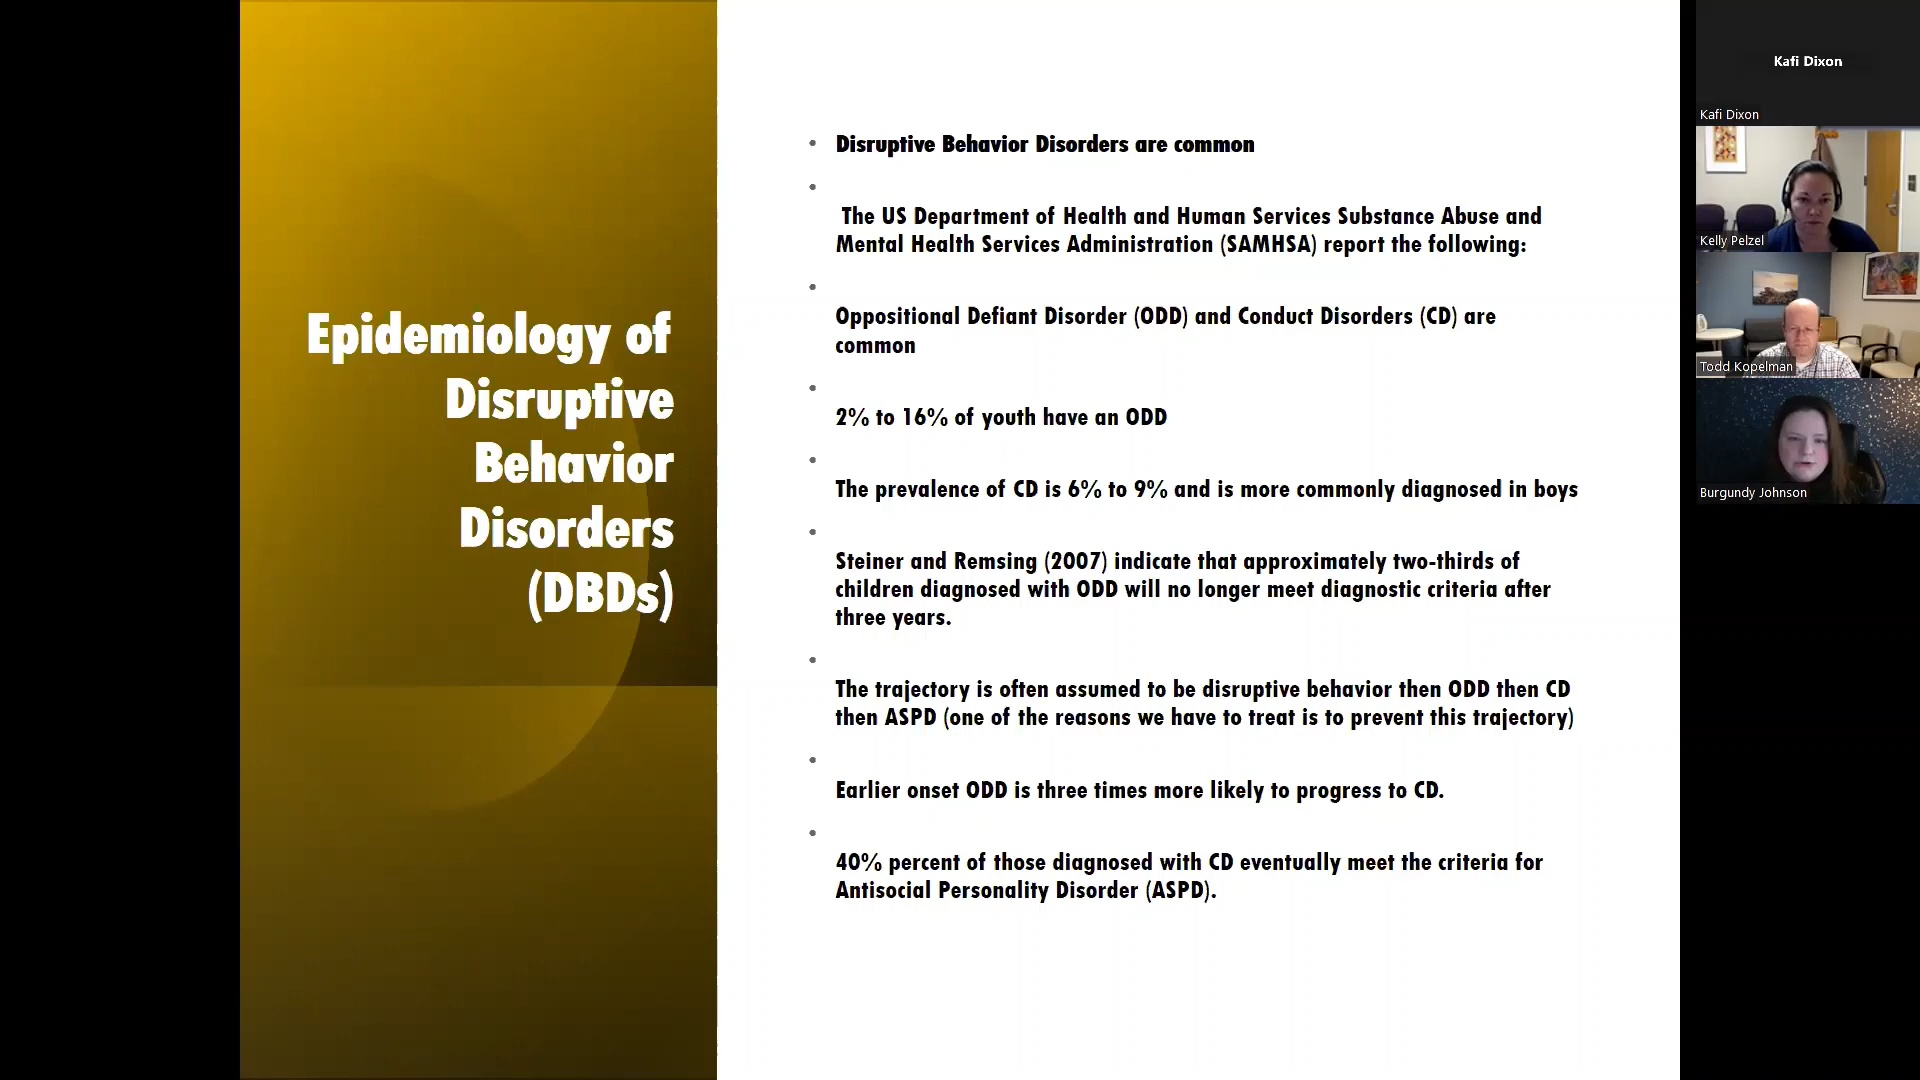 Epidemiology of
Disruptive
Behavior
Disorders
(DBDs)
Disruptive Behavior Disorders are common
The US Department of Health and Human Services Substance Abuse and
Mental Health Services Administration (SAMHSA) report the following:
Oppositional Defiant Disorder (ODD) and Conduct Disorders (CD) are
common
2% to 16% of youth have an ODD
The prevalence of CD is 6% to 9% and is more commonly diagnosed in boys
Steiner and Remsing (2007) indicate that approximately two-thirds of
children diagnosed with ODD will no longer meet diagnostic criteria after
three years.
The trajectory is often assumed to be disruptive behavior then ODD then CD
then ASPD (one of the reasons we have to treat is to prevent this trajectory)
Earlier onset ODD is three times more likely to progress to CD.
40% percent of those diagnosed with CD eventually meet the criteria for
Antisocial Personality Disorder (ASPD).
Kafi Dixon
Kafi Dixon
Kelly Pelzel
Todd Kopelman
Burgundy Johnson